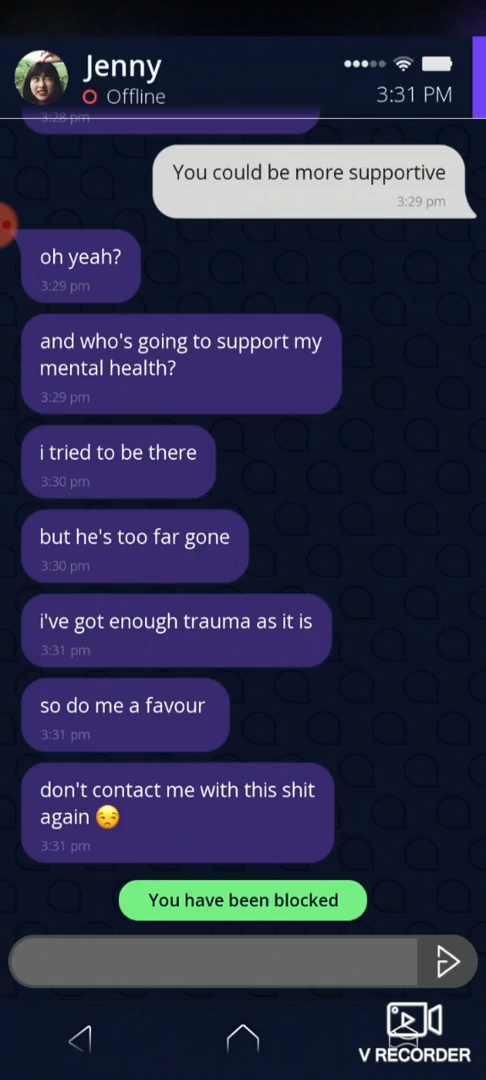 Jenny
Offline
3:31 PM
3:28 pm
You could be more supportive
3:29 pm
oh yeah?
3:29 pm
and who's going to support my
mental health?
3:29 pm
i tried to be there
3:30 pm
but he's too far gone
3:30 pm
i've got enough trauma as it is
3:31 pm
so do me a favour
3:31 pm
don't contact me with this shit
again 😒
3:31 pm
You have been blocked
V RECORDER